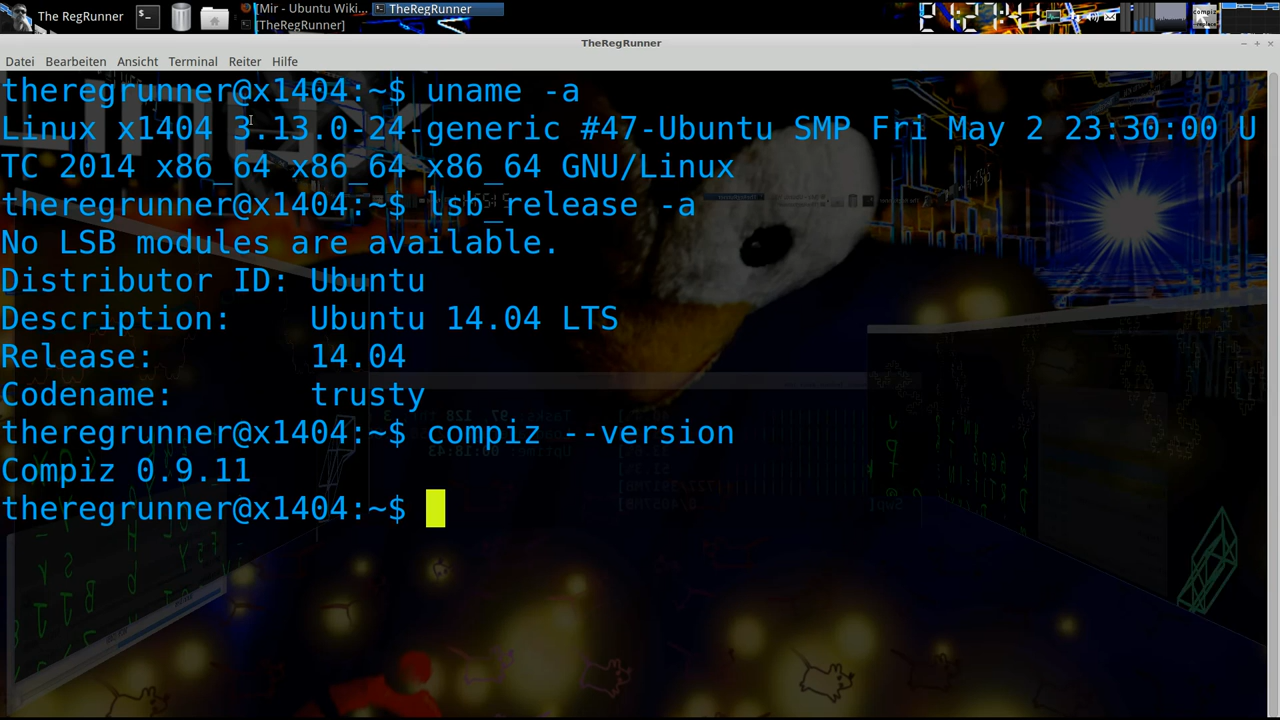 The RegRunner
[Mir - Ubuntu Wiki...
[TheRegRunner]
TheRegRunner
TheRegRunner
Datei Bearbeiten Ansicht Terminal Reiter Hilfe
theregrunner@x1404:~$ uname -a
Linux x1404 3.13.0-24-generic #47-Ubuntu SMP Fri May 2 23:30:00 U
TC 2014 x86_64 x86_64 x86_64 GNU/Linux
theregrunner@x1404:~$ lsb_release -a
No LSB modules are available.
Distributor ID: Ubuntu
Description:    Ubuntu 14.04 LTS
Release:        14.04
Codename:       trusty
theregrunner@x1404:~$ compiz --version
Compiz 0.9.11
theregrunner@x1404:~$